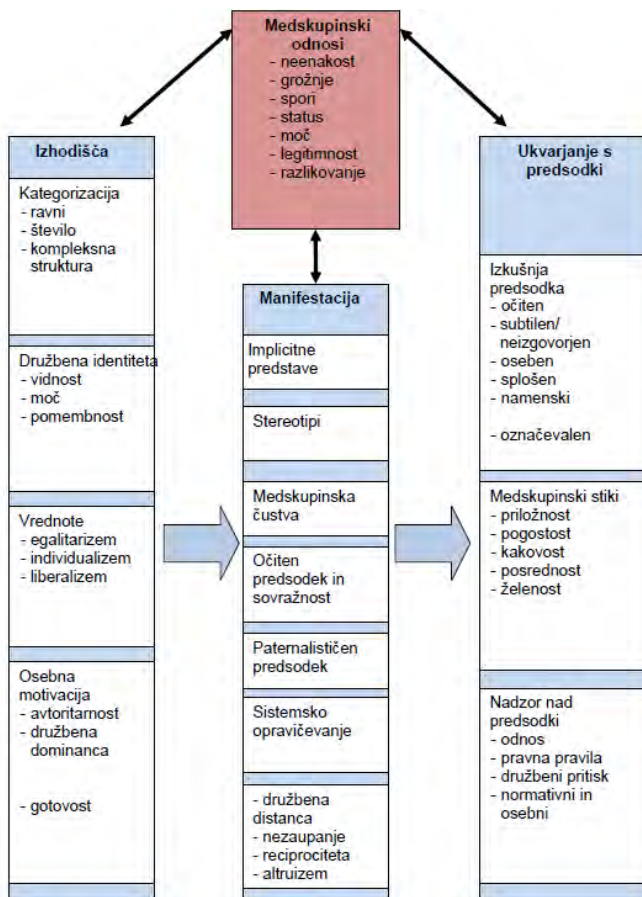 Medskupinski
odnosi
- neenakost
- grožnje
- spori
- status
- moč
- legitimnost
- razlikovanje
Izhodišča
Kategorizacija
- ravni
- število
- kompleksna
struktura
Družbena identiteta
- vidnost
- moč
- pomembnost
Vrednote
- egalitarizem
- individualizem
- liberalizem
Osebna
motivacija
- avtoritarnost
- družbena
dominanca
- gotovost
Manifestacija
Implicitne
predstave
Stereotipi
Medskupinska
čustva
Očiten
predsodek in
sovražnost
Paternalističen
predsodek
Sistemsko
opravičevanje
- družbena
distanca
- nezaupanje
- reciprociteta
- altruizem
Ukvarjanje s
predsodki
Izkušnja
predsodka
- očiten
- subtilen/
neizgovorjen
- oseben
- splošen
- namenski
- označevalen
Medskupinski stiki
- priložnost
- pogostost
- kakovost
- posrednost
- želenost
Nadzor nad
predsodki
- odnos
- pravna pravila
- družbeni pritisk
- normativni in
osebni